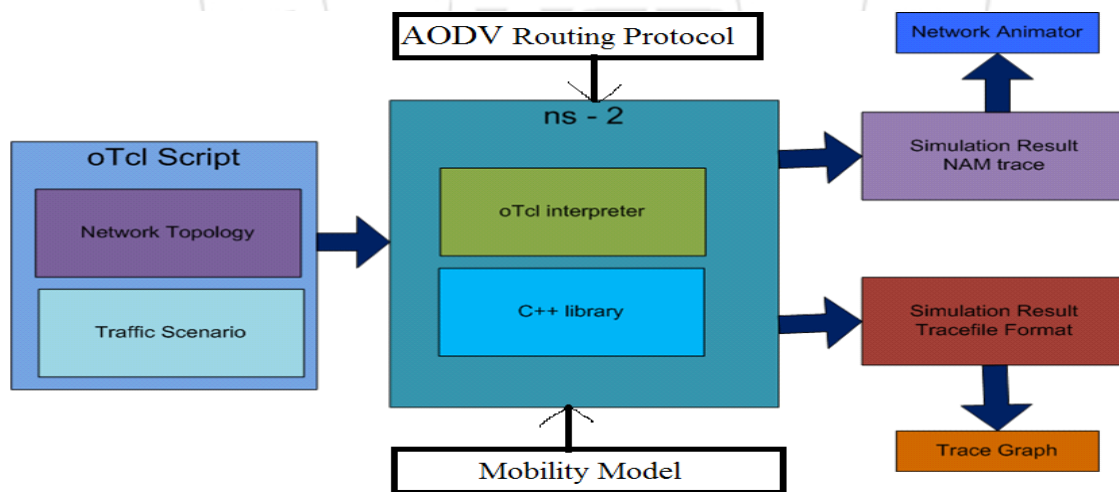 AODV Routing Protocol
Network Animator
ns - 2
oTcl Script
Network Topology
Traffic Scenario
oTcl interpreter
C++ library
Simulation Result
NAM trace
Simulation Result
Tracefile Format
Trace Graph
Mobility Model